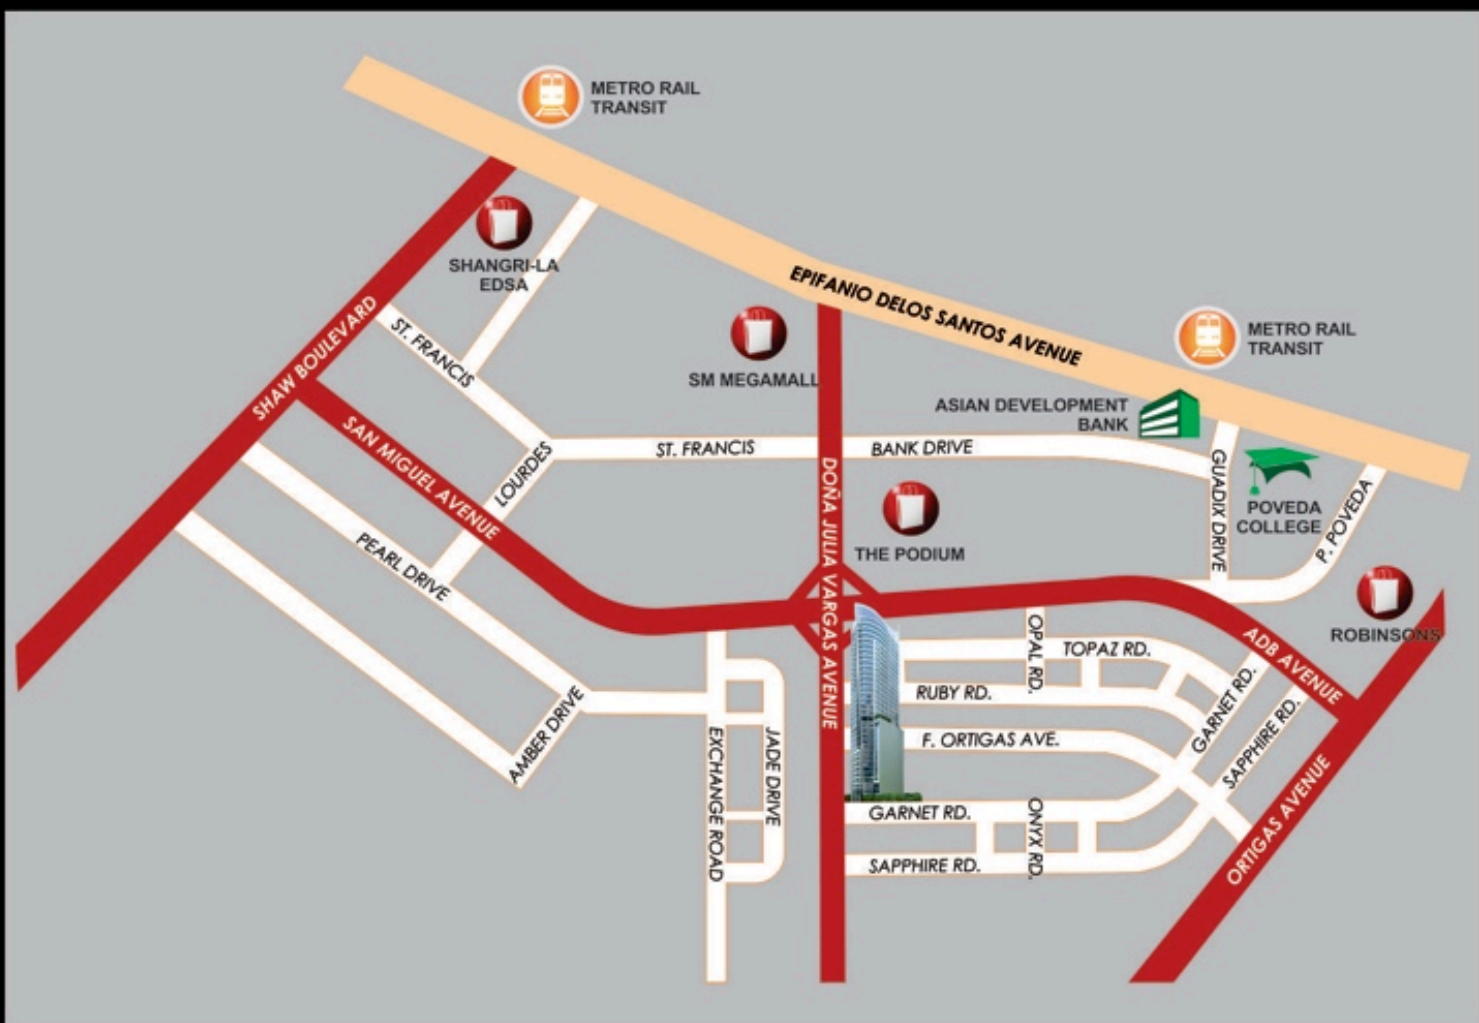 METRO RAIL
TRANSIT
SHANGRI-LA
EDSA
EPIFANIO DELOS SANTOS AVENUE
METRO RAIL
TRANSIT
SHAW BOULEVARD
ST. FRANCIS
SM MEGAMALL
ASIAN DEVELOPMENT
BANK
SAN MIGUEL AVENUE
LOURDES
ST. FRANCIS
BANK DRIVE
GUADIX DRIVE
POVEDA
COLLEGE
P. POVEDA
PEARL DRIVE
DOÑA JULIA VARGAS AVENUE
THE PODIUM
ROBINSONS
OPAL RD.
TOPAZ RD.
ADB AVENUE
RUBY RD.
GARNET RD.
SAPPHIRE RD.
AMBER DRIVE
EXCHANGE ROAD
JADE DRIVE
F. ORTIGAS AVE.
GARNET RD.
ONYX RD.
SAPPHIRE RD.
ORTIGAS AVENUE